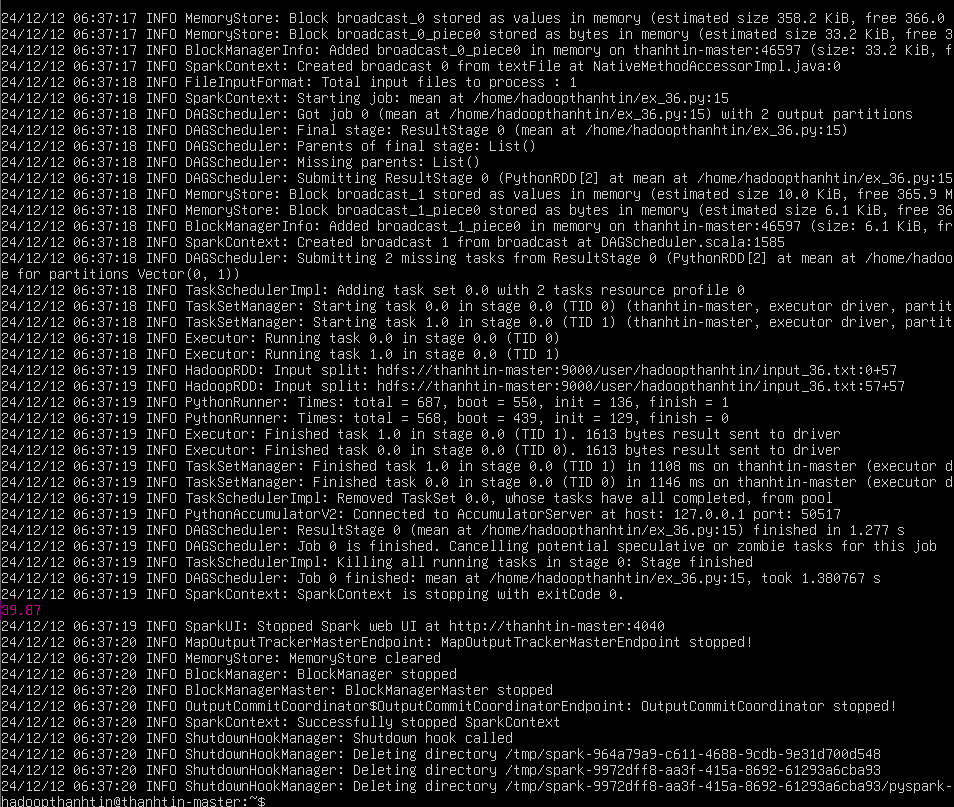 24/12/12 06:37:17 INFO MemoryStore: Block broadcast_0 stored as values in memory (estimated size 358.2 KiB, free 366.0
24/12/12 06:37:17 INFO MemoryStore: Block broadcast_0_piece0 stored as bytes in memory (estimated size 33.2 KiB, free 3
24/12/12 06:37:17 INFO BlockManagerInfo: Added broadcast_0_piece0 in memory on thanhtin-master:46597 (size: 33.2 KiB, f
24/12/12 06:37:17 INFO SparkContext: Created broadcast 0 from textFile at NativeMethodAccessorImpl.java:0
24/12/12 06:37:18 INFO FileInputFormat: Total input files to process : 1
24/12/12 06:37:18 INFO SparkContext: Starting job: mean at /home/hadoopthanhtin/ex_36.py:15
24/12/12 06:37:18 INFO DAGScheduler: Got job 0 (mean at /home/hadoopthanhtin/ex_36.py:15) with 2 output partitions
24/12/12 06:37:18 INFO DAGScheduler: Final stage: ResultStage 0 (mean at /home/hadoopthanhtin/ex_36.py:15)
24/12/12 06:37:18 INFO DAGScheduler: Parents of final stage: List()
24/12/12 06:37:18 INFO DAGScheduler: Missing parents: List()
24/12/12 06:37:18 INFO DAGScheduler: Submitting ResultStage 0 (PythonRDD[2] at mean at /home/hadoopthanhtin/ex_36.py:15
24/12/12 06:37:18 INFO MemoryStore: Block broadcast_1 stored as values in memory (estimated size 10.0 KiB, free 365.9 M
24/12/12 06:37:18 INFO MemoryStore: Block broadcast_1_piece0 stored as bytes in memory (estimated size 6.1 KiB, free 36
24/12/12 06:37:18 INFO BlockManagerInfo: Added broadcast_1_piece0 in memory on thanhtin-master:46597 (size: 6.1 KiB, fr
24/12/12 06:37:18 INFO SparkContext: Created broadcast 1 from broadcast at DAGScheduler.scala:1585
24/12/12 06:37:18 INFO DAGScheduler: Submitting 2 missing tasks from ResultStage 0 (PythonRDD[2] at mean at /home/hadoo
e for partitions Vector(0, 1))
24/12/12 06:37:18 INFO TaskSchedulerImpl: Adding task set 0.0 with 2 tasks resource profile 0
24/12/12 06:37:18 INFO TaskSetManager: Starting task 0.0 in stage 0.0 (TID 0) (thanhtin-master, executor driver, partit
24/12/12 06:37:18 INFO TaskSetManager: Starting task 1.0 in stage 0.0 (TID 1) (thanhtin-master, executor driver, partit
24/12/12 06:37:18 INFO Executor: Running task 0.0 in stage 0.0 (TID 0)
24/12/12 06:37:18 INFO Executor: Running task 1.0 in stage 0.0 (TID 1)
24/12/12 06:37:19 INFO HadoopRDD: Input split: hdfs://thanhtin-master:9000/user/hadoopthanhtin/input_36.txt:0+57
24/12/12 06:37:19 INFO HadoopRDD: Input split: hdfs://thanhtin-master:9000/user/hadoopthanhtin/input_36.txt:57+57
24/12/12 06:37:19 INFO PythonRunner: Times: total = 687, boot = 550, init = 136, finish = 1
24/12/12 06:37:19 INFO PythonRunner: Times: total = 568, boot = 439, init = 129, finish = 0
24/12/12 06:37:19 INFO Executor: Finished task 1.0 in stage 0.0 (TID 1). 1613 bytes result sent to driver
24/12/12 06:37:19 INFO Executor: Finished task 0.0 in stage 0.0 (TID 0). 1613 bytes result sent to driver
24/12/12 06:37:19 INFO TaskSetManager: Finished task 1.0 in stage 0.0 (TID 1) in 1108 ms on thanhtin-master (executor d
24/12/12 06:37:19 INFO TaskSetManager: Finished task 0.0 in stage 0.0 (TID 0) in 1146 ms on thanhtin-master (executor d
24/12/12 06:37:19 INFO TaskSchedulerImpl: Removed TaskSet 0.0, whose tasks have all completed, from pool
24/12/12 06:37:19 INFO PythonAccumulatorV2: Connected to AccumulatorServer at host: 127.0.0.1 port: 50517
24/12/12 06:37:19 INFO DAGScheduler: ResultStage 0 (mean at /home/hadoopthanhtin/ex_36.py:15) finished in 1.277 s
24/12/12 06:37:19 INFO DAGScheduler: Job 0 is finished. Cancelling potential speculative or zombie tasks for this job
24/12/12 06:37:19 INFO TaskSchedulerImpl: Killing all running tasks in stage 0: Stage finished
24/12/12 06:37:19 INFO DAGScheduler: Job 0 finished: mean at /home/hadoopthanhtin/ex_36.py:15, took 1.380767 s
24/12/12 06:37:19 INFO SparkContext: SparkContext is stopping with exitCode 0.
39.87
24/12/12 06:37:19 INFO SparkUI: Stopped Spark web UI at http://thanhtin-master:4040
24/12/12 06:37:20 INFO MapOutputTrackerMasterEndpoint: MapOutputTrackerMasterEndpoint stopped!
24/12/12 06:37:20 INFO MemoryStore: MemoryStore cleared
24/12/12 06:37:20 INFO BlockManager: BlockManager stopped
24/12/12 06:37:20 INFO BlockManagerMaster: BlockManagerMaster stopped
24/12/12 06:37:20 INFO OutputCommitCoordinator$OutputCommitCoordinatorEndpoint: OutputCommitCoordinator stopped!
24/12/12 06:37:20 INFO SparkContext: Successfully stopped SparkContext
24/12/12 06:37:20 INFO ShutdownHookManager: Shutdown hook called
24/12/12 06:37:20 INFO ShutdownHookManager: Deleting directory /tmp/spark-964a79a9-c611-4688-9cdb-9e31d700d548
24/12/12 06:37:20 INFO ShutdownHookManager: Deleting directory /tmp/spark-9972dff8-aa3f-415a-8692-61293a6cba93
24/12/12 06:37:20 INFO ShutdownHookManager: Deleting directory /tmp/spark-9972dff8-aa3f-415a-8692-61293a6cba93/pyspark-
hadoopthanhtin@thanhtin-master:~$